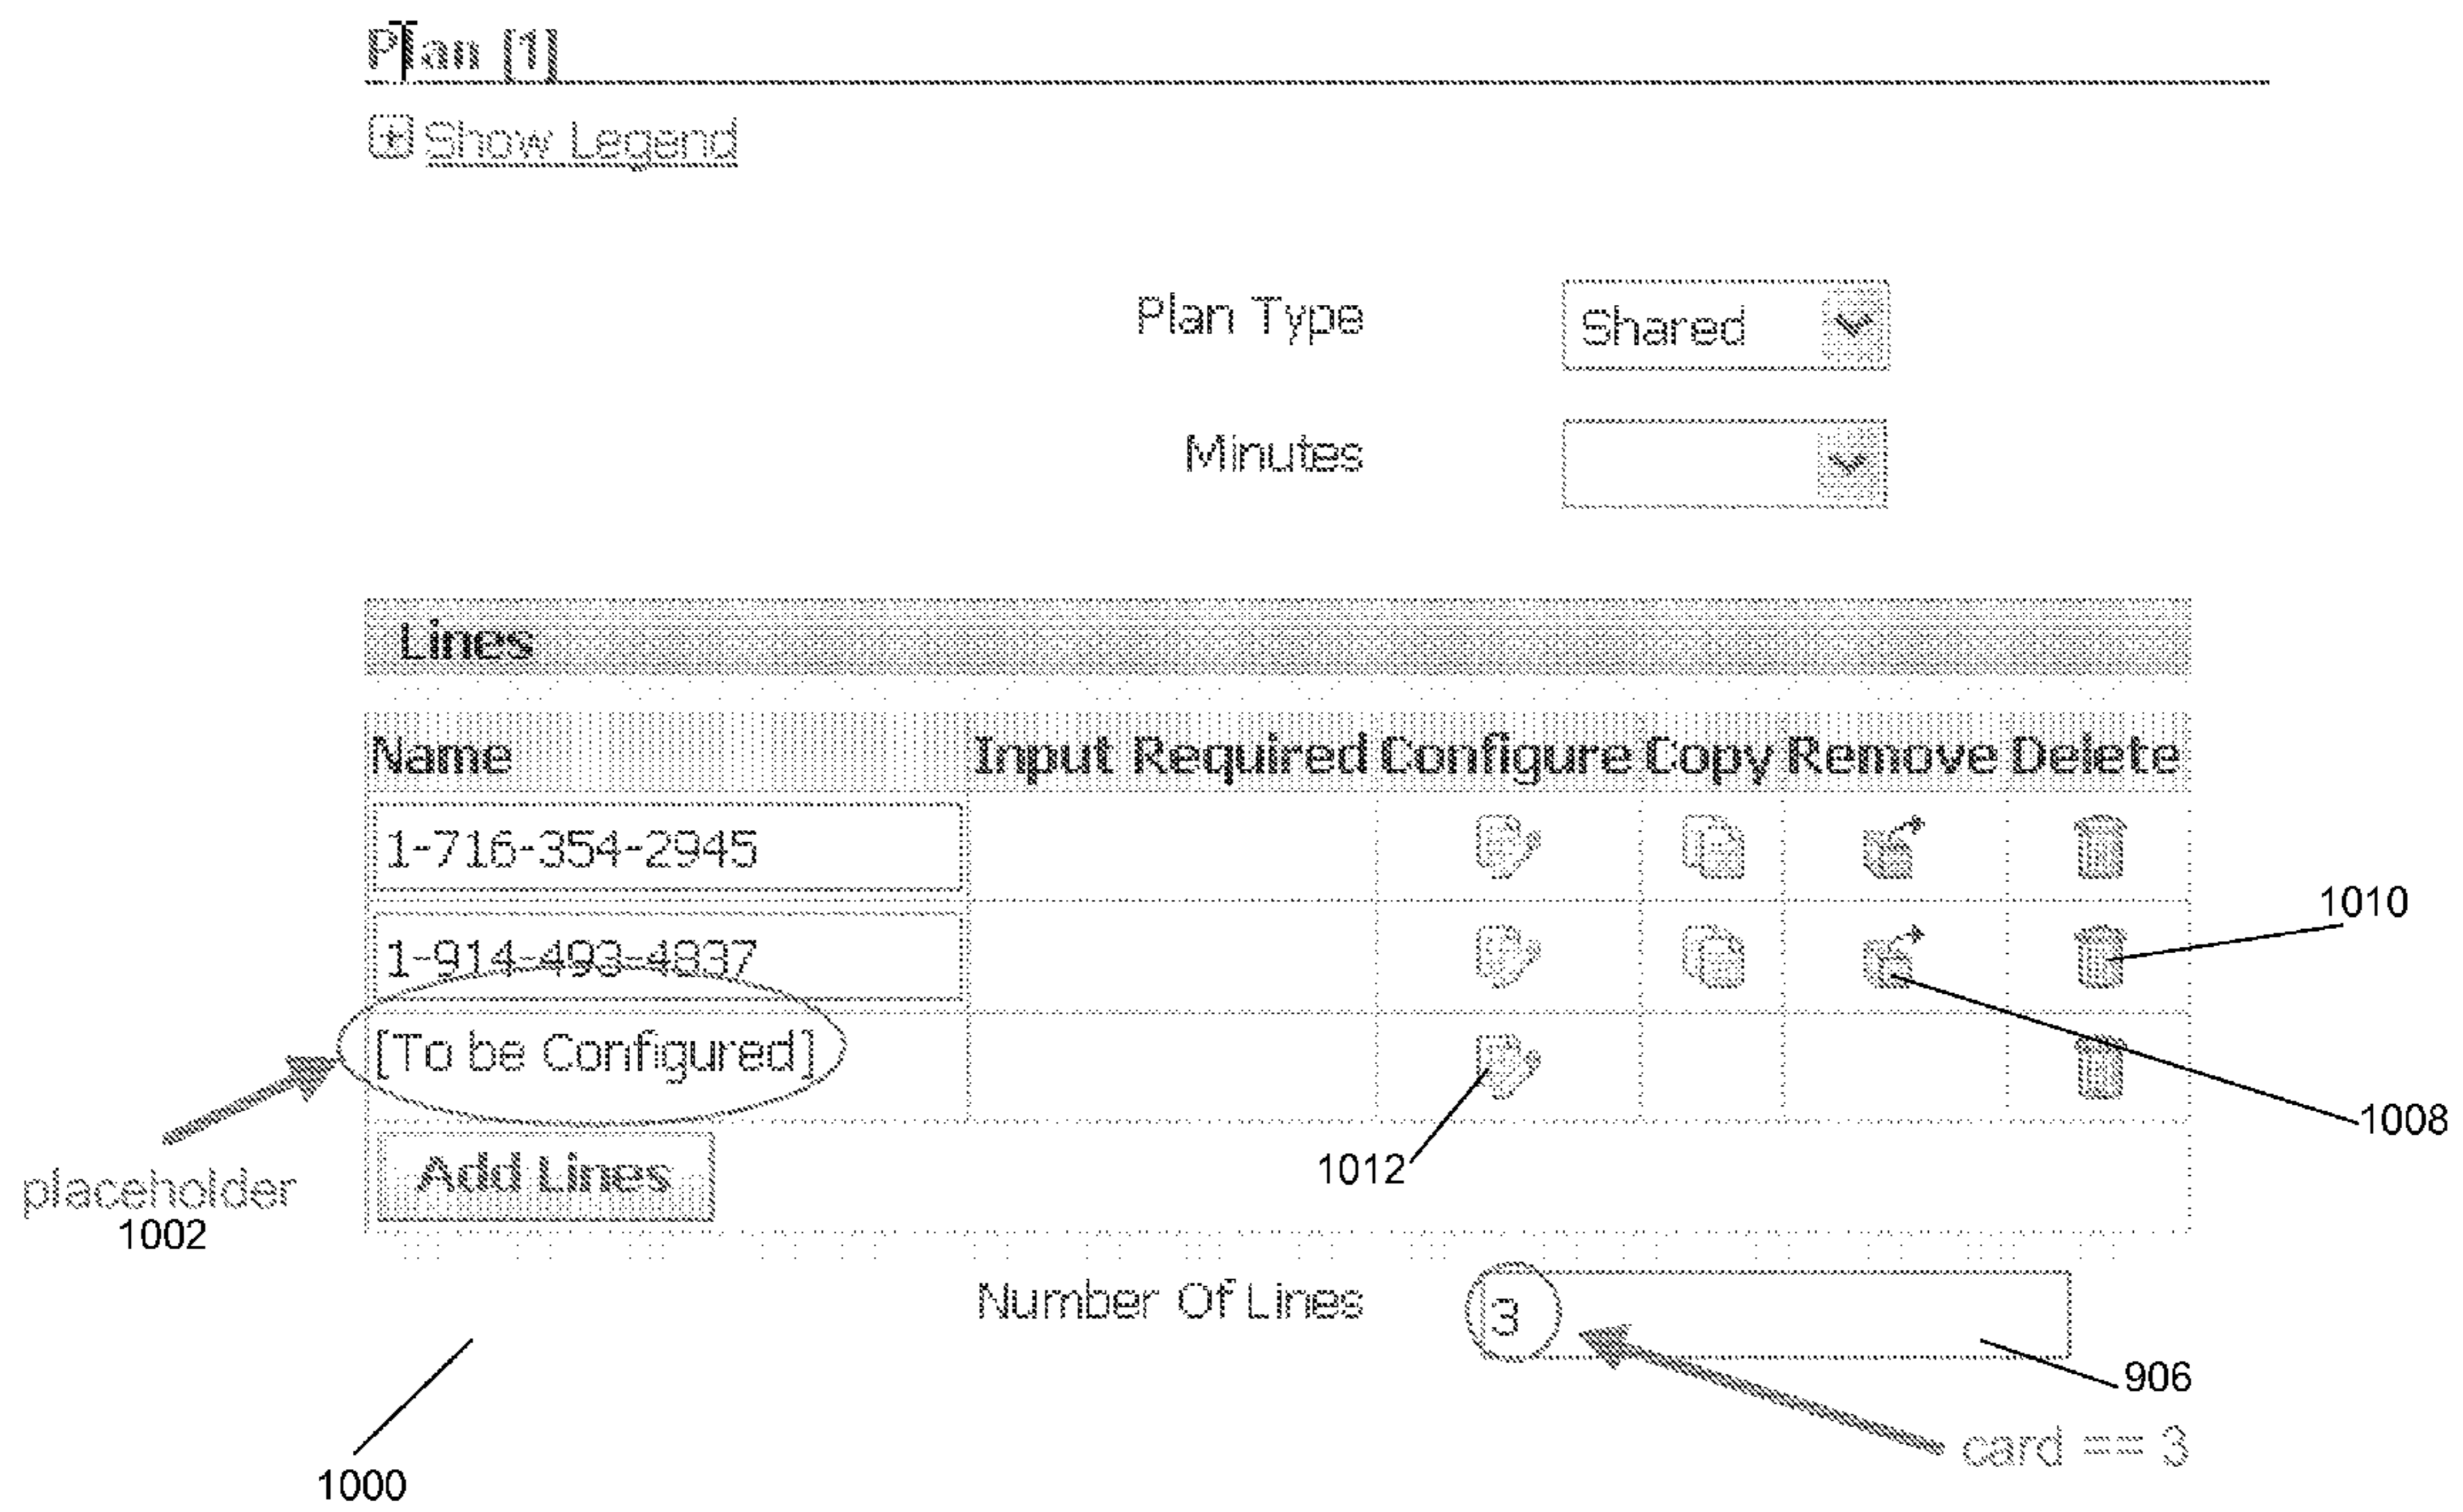 Plan [1]
Show Legend
Plan Type Shared
Minutes
Lines
Name Input Required Configure Copy Remove Delete
1-716-354-2945
1010
1-914-493-4837
[To be Configured]
1008
1012
Add Lines
placeholder
1002
Number Of Lines 3
906
card == 3
1000